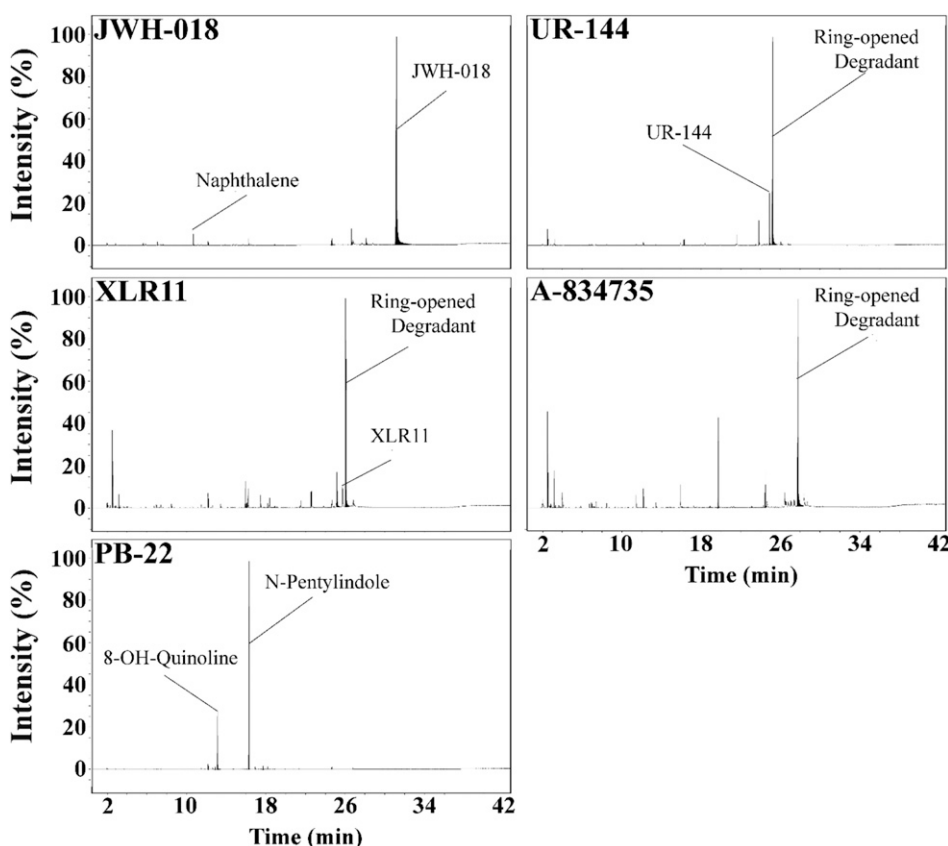 JWH-018
Intensity (%)
100
80
60
40
20
0
JWH-018
Naphthalene
UR-144
Ring-opened
Degradant
UR-144
XLR11
Intensity (%)
100
80
60
40
20
0
Ring-opened
Degradant
XLR11
A-834735
Ring-opened
Degradant
2 10 18 26 34 42
Time (min)
PB-22
Intensity (%)
100
80
60
40
20
0
N-Pentylindole
8-OH-Quinoline
2 10 18 26 34 42
Time (min)